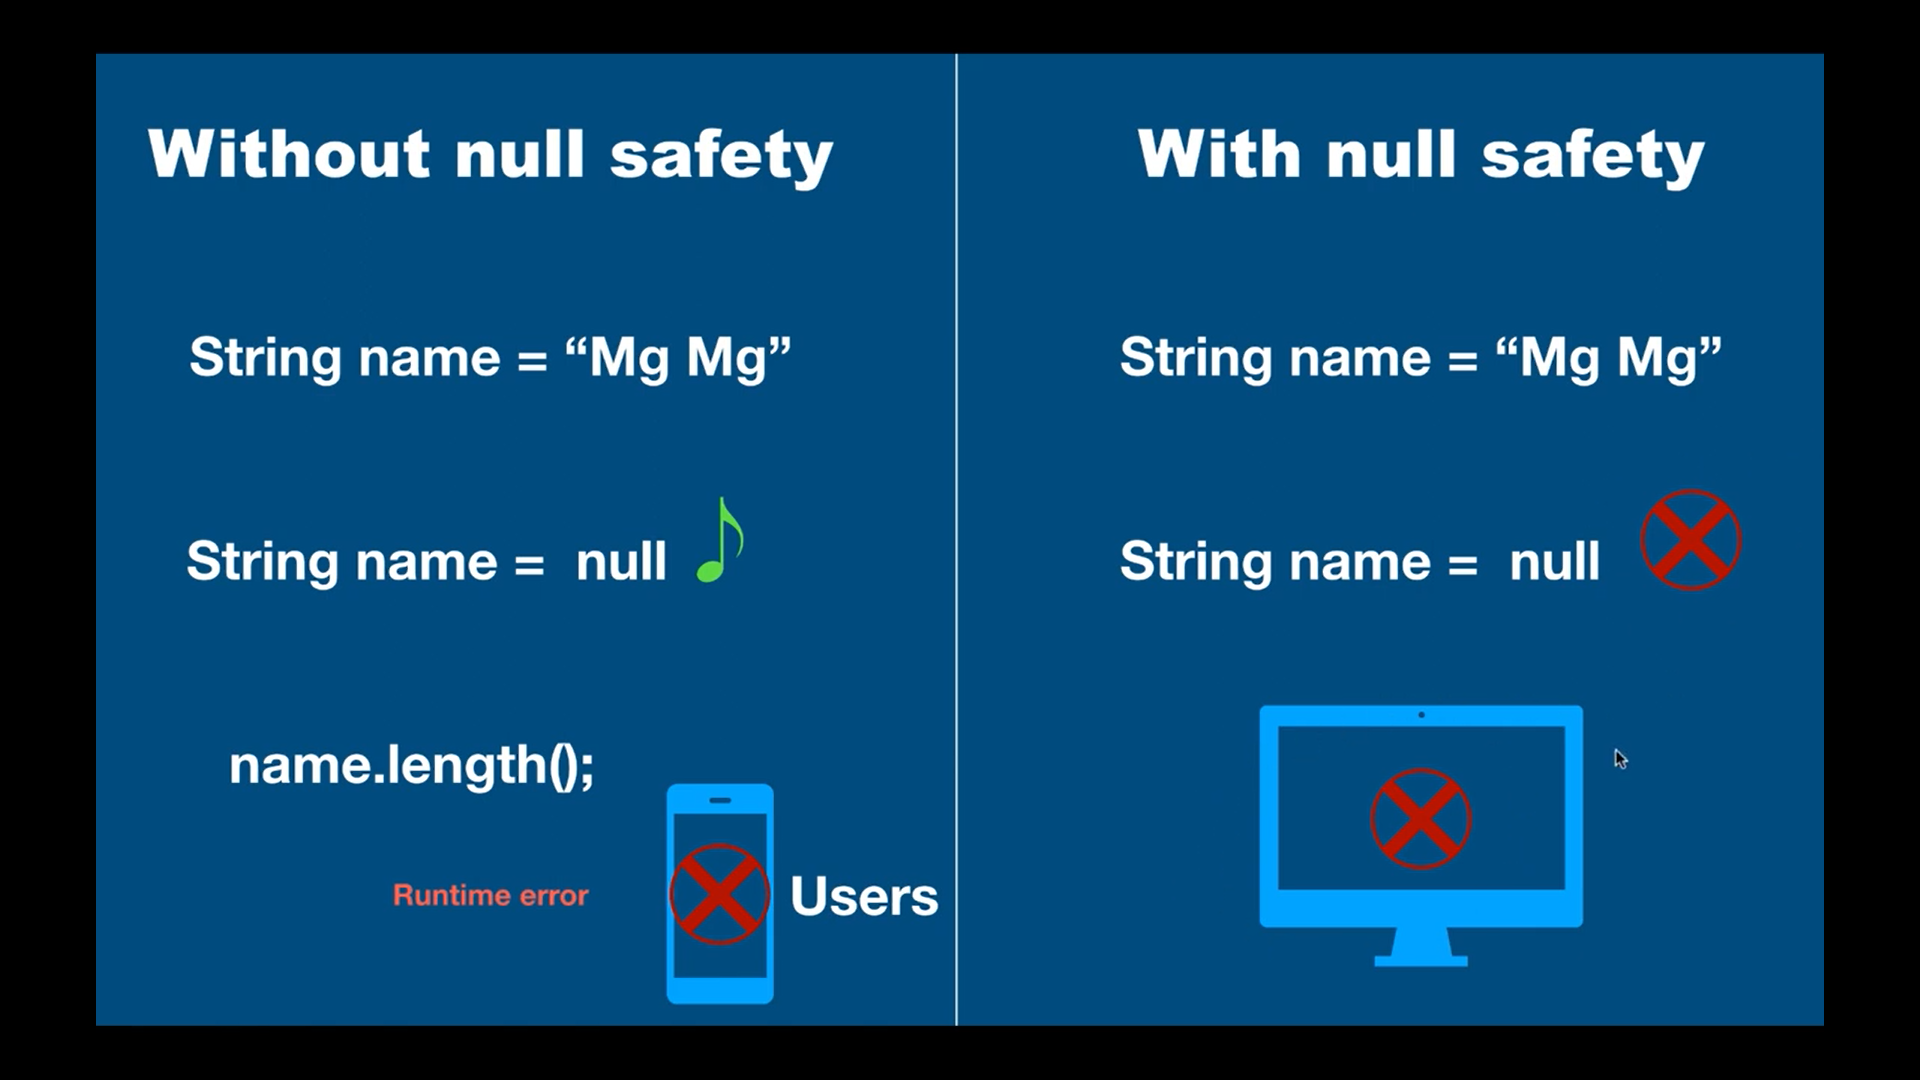 Without null safety
String name = “Mg Mg”
String name = null
name.length();
Runtime error
Users
With null safety
String name = “Mg Mg”
String name = null